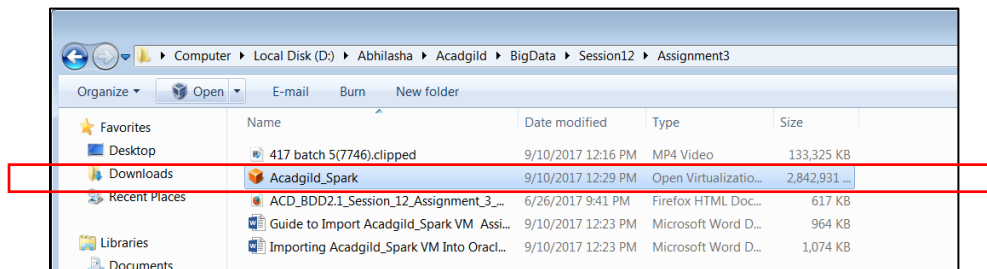 Computer Local Disk (D:) Abhilasha Acadgild BigData Session12 Assignment3
Organize Open E-mail Burn New folder
Favorites Name Date modified Type Size
Desktop 417 batch 5(7746).clipped 9/10/2017 12:16 PM MP4 Video 133,325 KB
Downloads Acadgild_Spark 9/10/2017 12:29 PM Open Virtualizatio... 2,842,931 ...
Recent Places ACD_BDD2.1_Session_12_Assignment_3_... 6/26/2017 9:41 PM Firefox HTML Doc... 617 KB
Guide to Import Acadgild_Spark VM Assi... 9/10/2017 12:23 PM Microsoft Word D... 964 KB
Libraries Importing Acadgild_Spark VM Into Oracl... 9/10/2017 12:23 PM Microsoft Word D... 1,074 KB
Documents